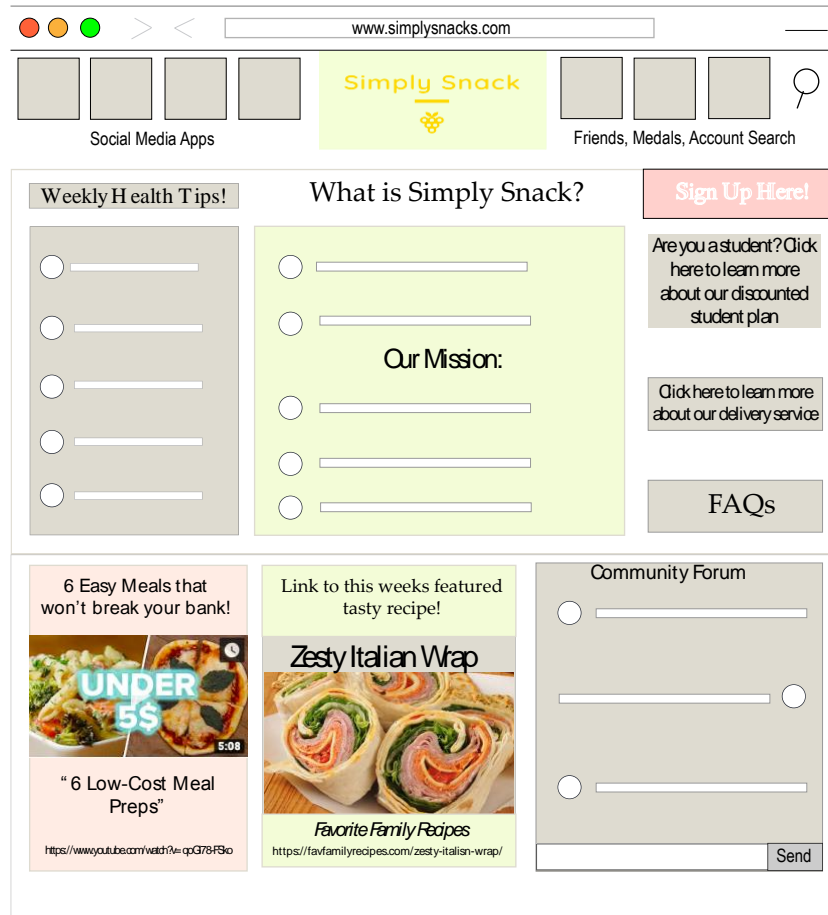 www.simplysnacks.com
Simply Snack
Social Media Apps
Friends, Medals, Account Search
Weekly Health Tips!
What is Simply Snack?
Sign Up Here!
Are you a student? Click
here to learn more
about our discounted
student plan
Our Mission:
Click here to learn more
about our delivery service
FAQs
6 Easy Meals that
won't break your bank!
UNDER
5$
5:08
"6 Low-Cost Meal
Preps"
Link to this weeks featured
tasty recipe!
Zesty Italian Wrap
Favorite Family Recipes
https://favfamilyrecipes.com/zesty-italisn-wrap/
Community Forum
Send